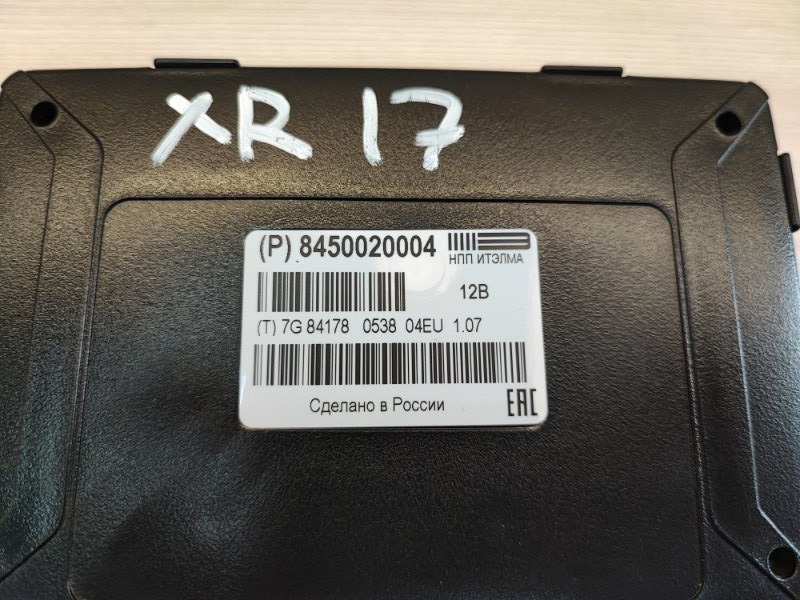 XR 17
(P) 8450020004
НПП ИТЭЛМА
12В
(T) 7G 84178 0538 04EU 1.07
Сделано в России
EAC